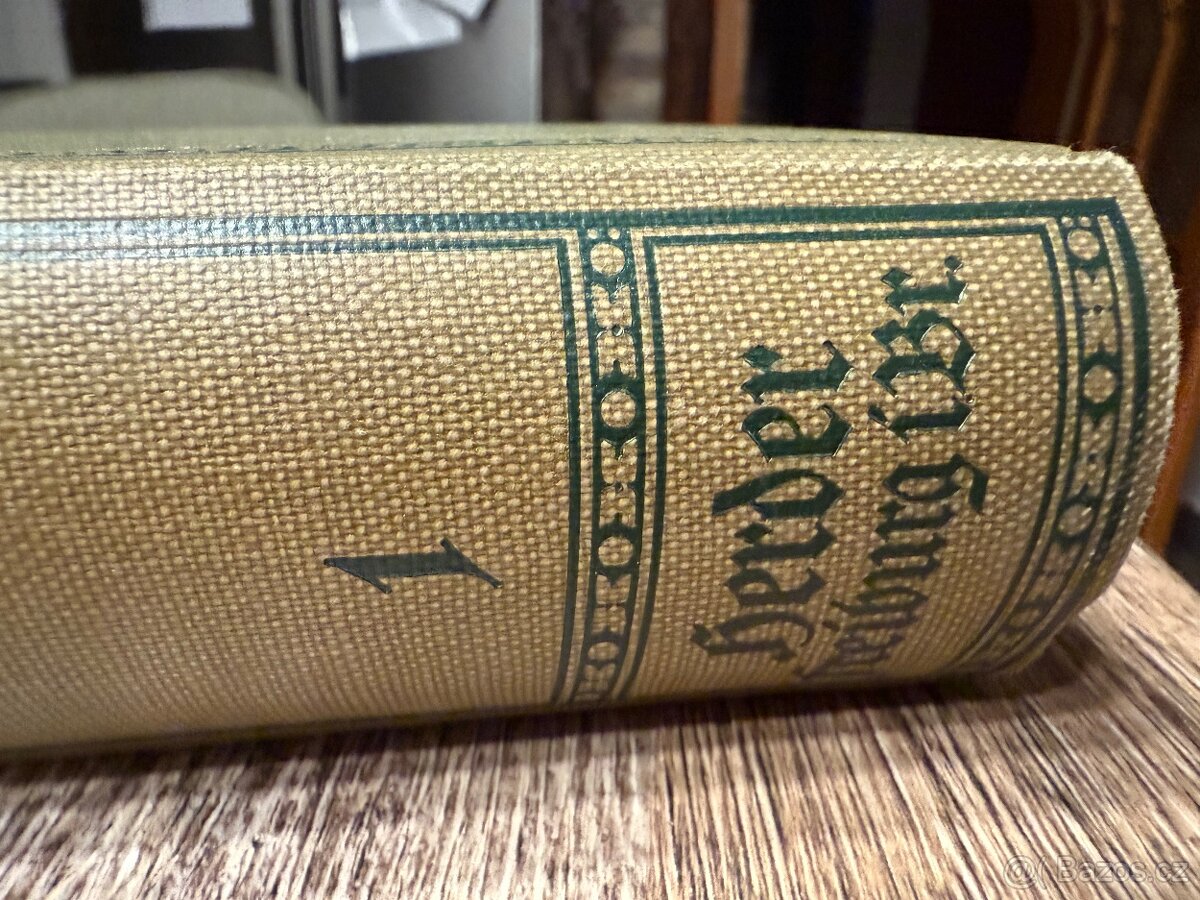 1
Herder
Freiburg i/Br.
Bazos.cz